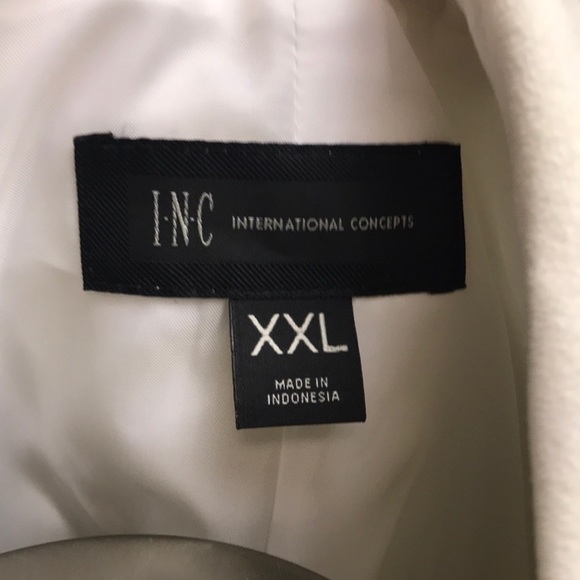 I·N·C INTERNATIONAL CONCEPTS
XXL
MADE IN
INDONESIA